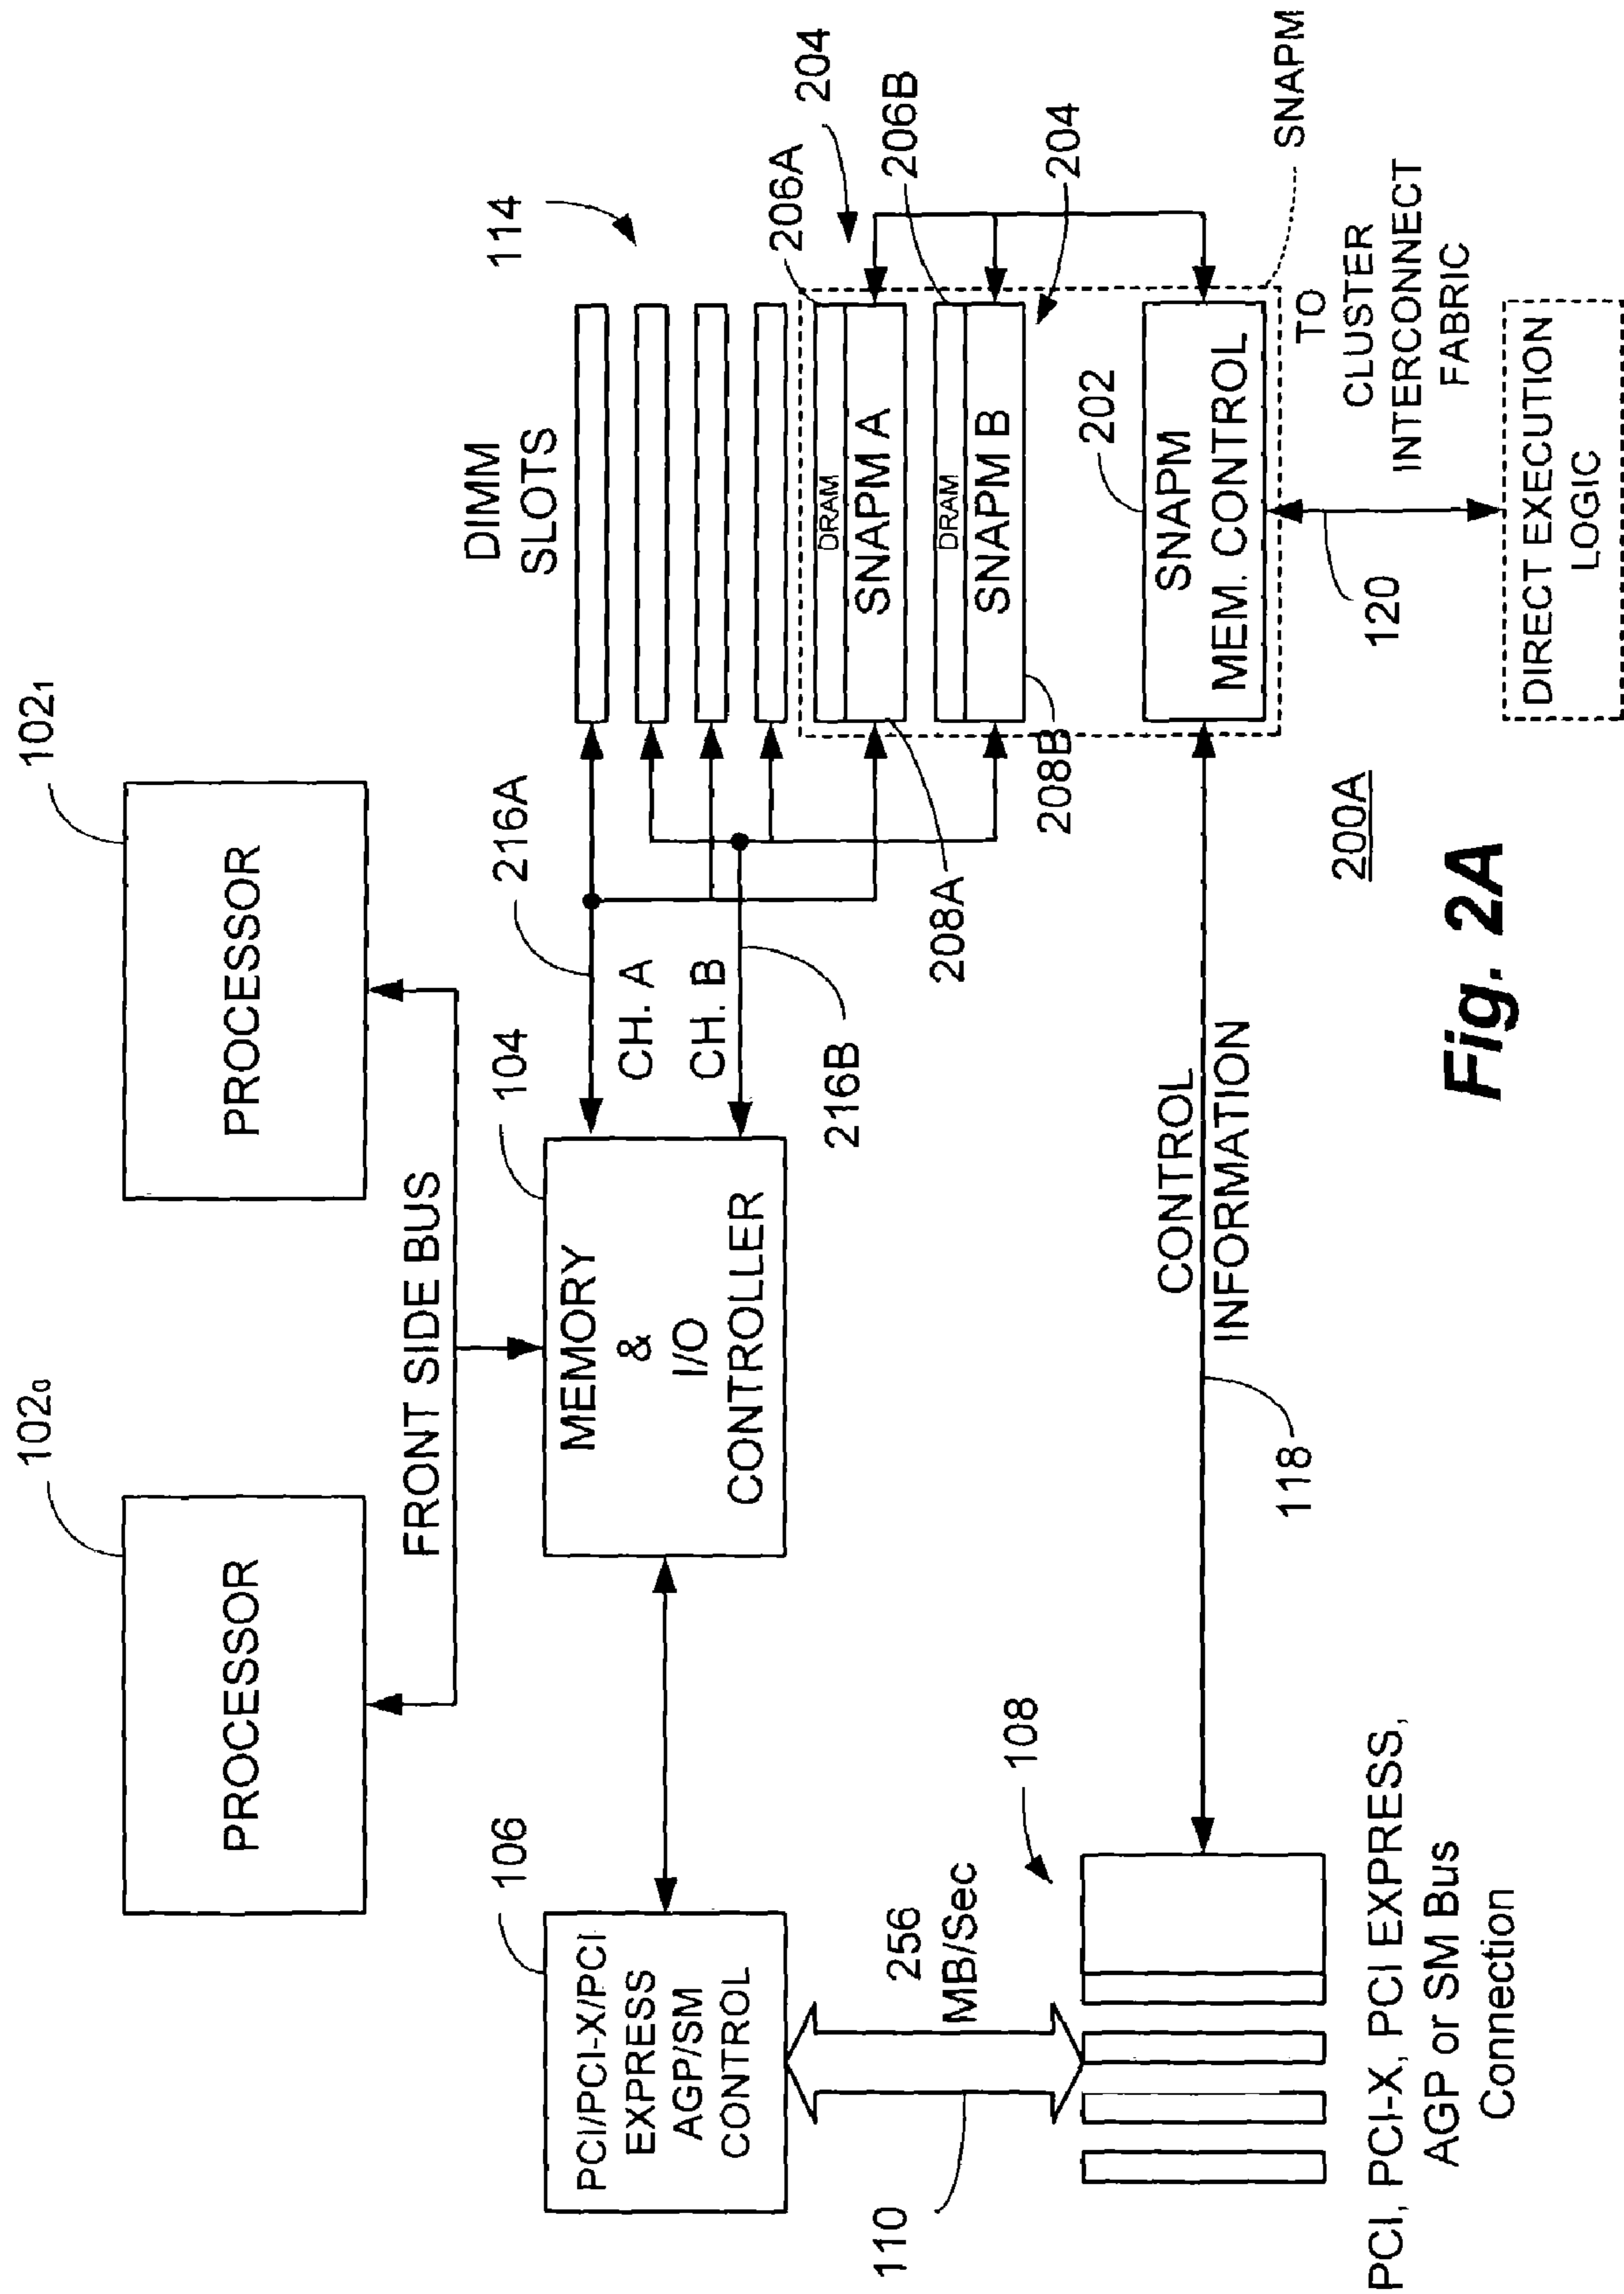 102₀
PROCESSOR
102₁
PROCESSOR
FRONT SIDE BUS
106
PCI/PCI-X/PCI
EXPRESS
AGP/SM
CONTROL
104
MEMORY
& I/O
CONTROLLER
216A
CH. A
CH. B
216B
DIMM
SLOTS
114
206A
204
DRAM
SNAPM A
208A
206B
DRAM
SNAPM B
208B
204
202
SNAPM
MEM. CONTROL
SNAPM
110
256
MB/Sec
108
CONTROL
INFORMATION
118
120
TO
CLUSTER
INTERCONNECT
FABRIC
DIRECT EXECUTION
LOGIC
PCI, PCI-X, PCI EXPRESS,
AGP or SM Bus
Connection
200A
Fig. 2A